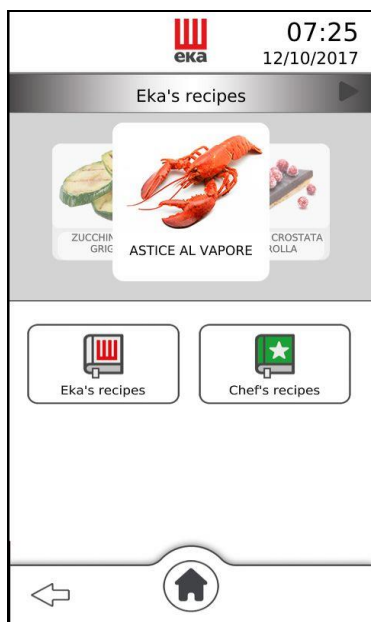 eka
07:25
12/10/2017
Eka's recipes
ZUCCHIN
GRIG
ASTICE AL VAPORE
CROSTATA
ROLLA
Eka's recipes
Chef's recipes